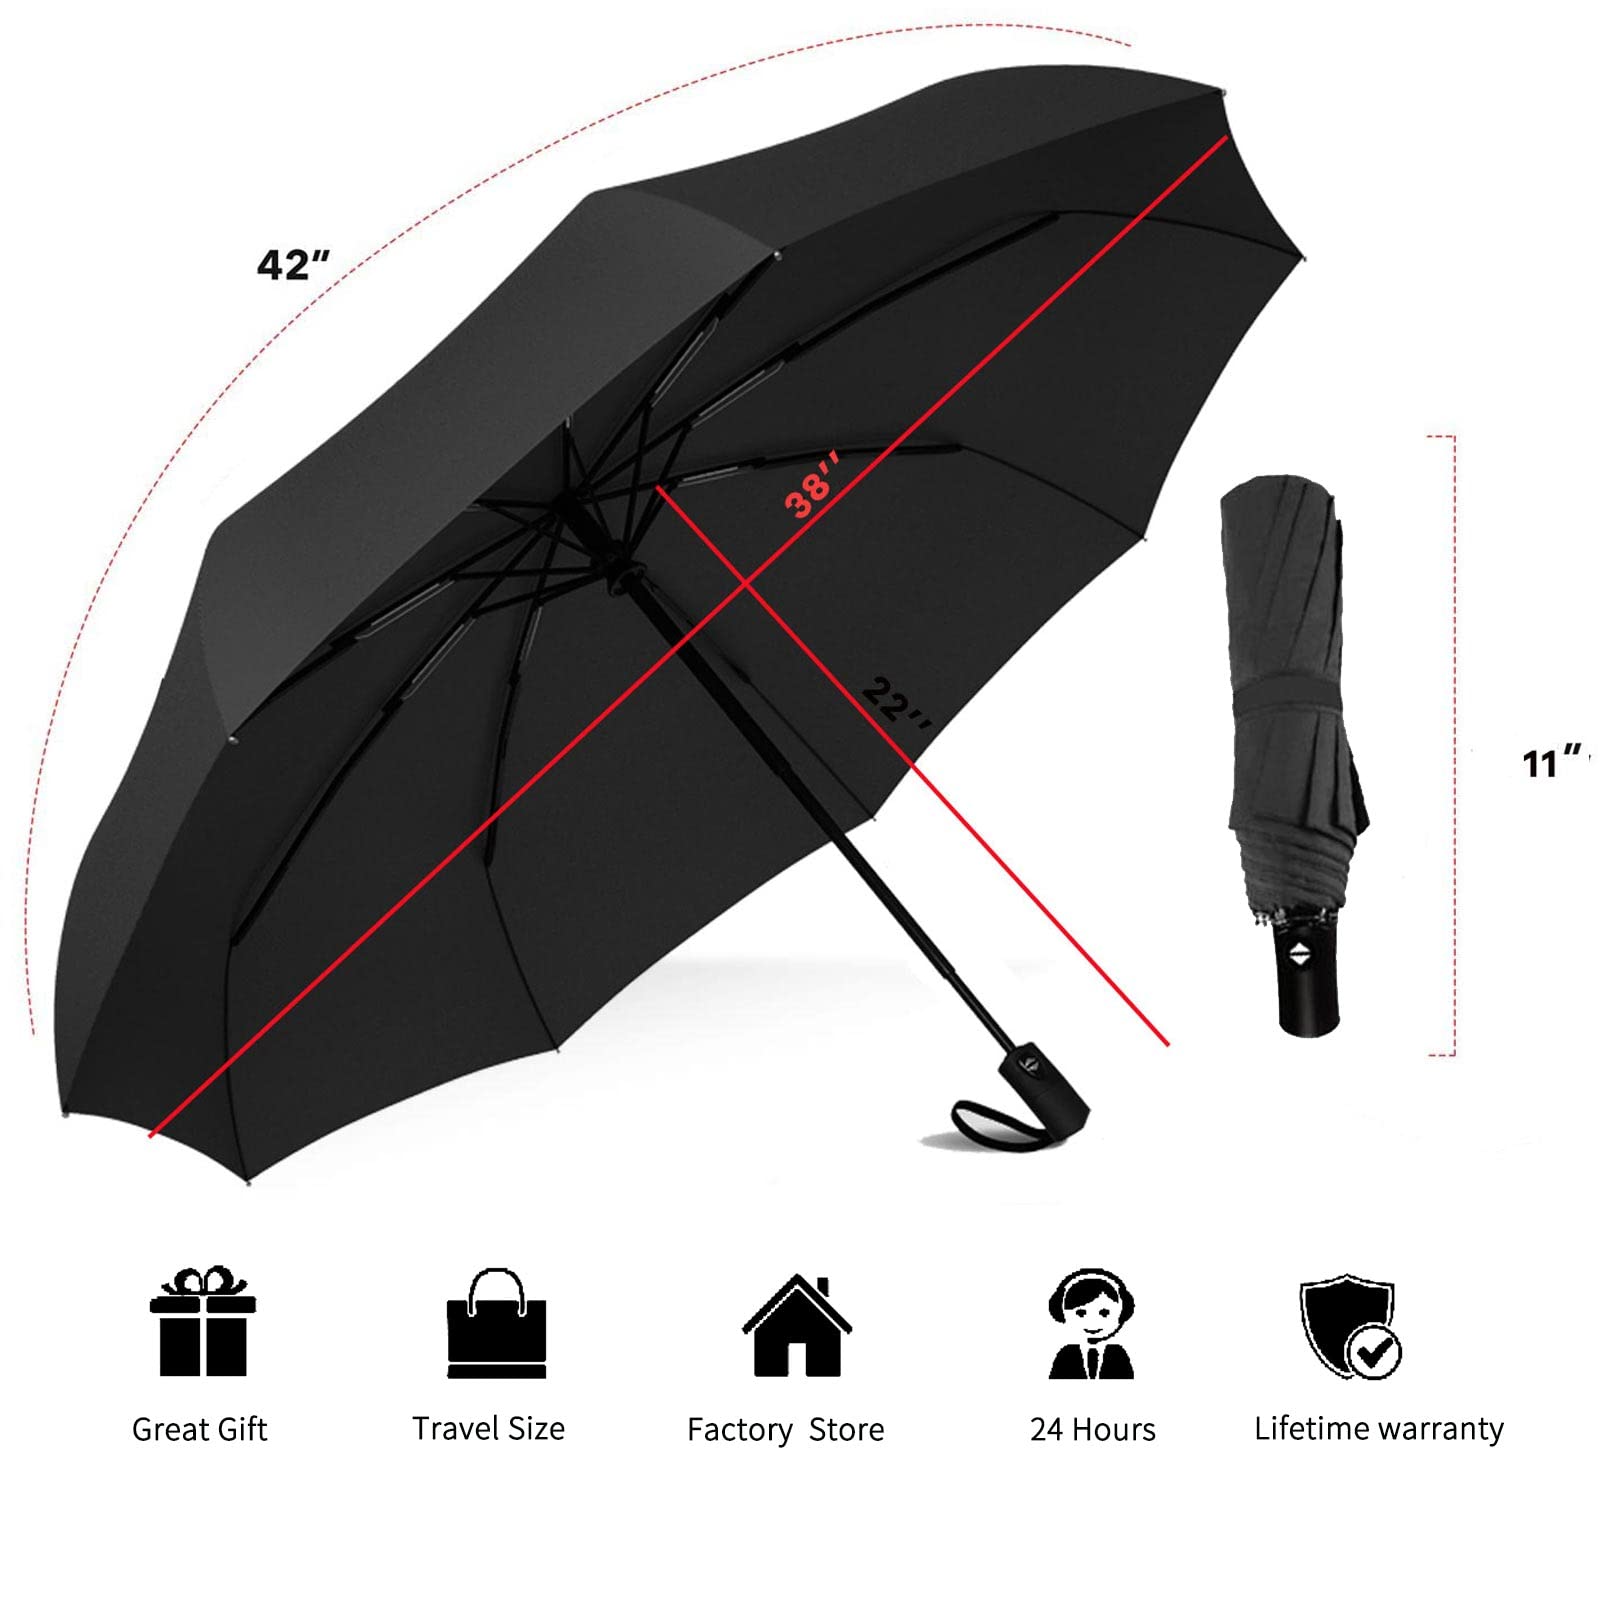 42"
38''
22''
11"
Great Gift
Travel Size
Factory Store
24 Hours
Lifetime warranty